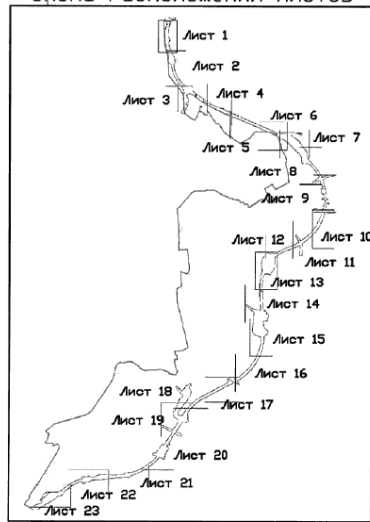 Лист 1
Лист 2
Лист 3
Лист 4
Лист 5
Лист 6
Лист 7
Лист 8
Лист 9
Лист 10
Лист 11
Лист 12
Лист 13
Лист 14
Лист 15
Лист 16
Лист 17
Лист 18
Лист 19
Лист 20
Лист 21
Лист 22
Лист 23